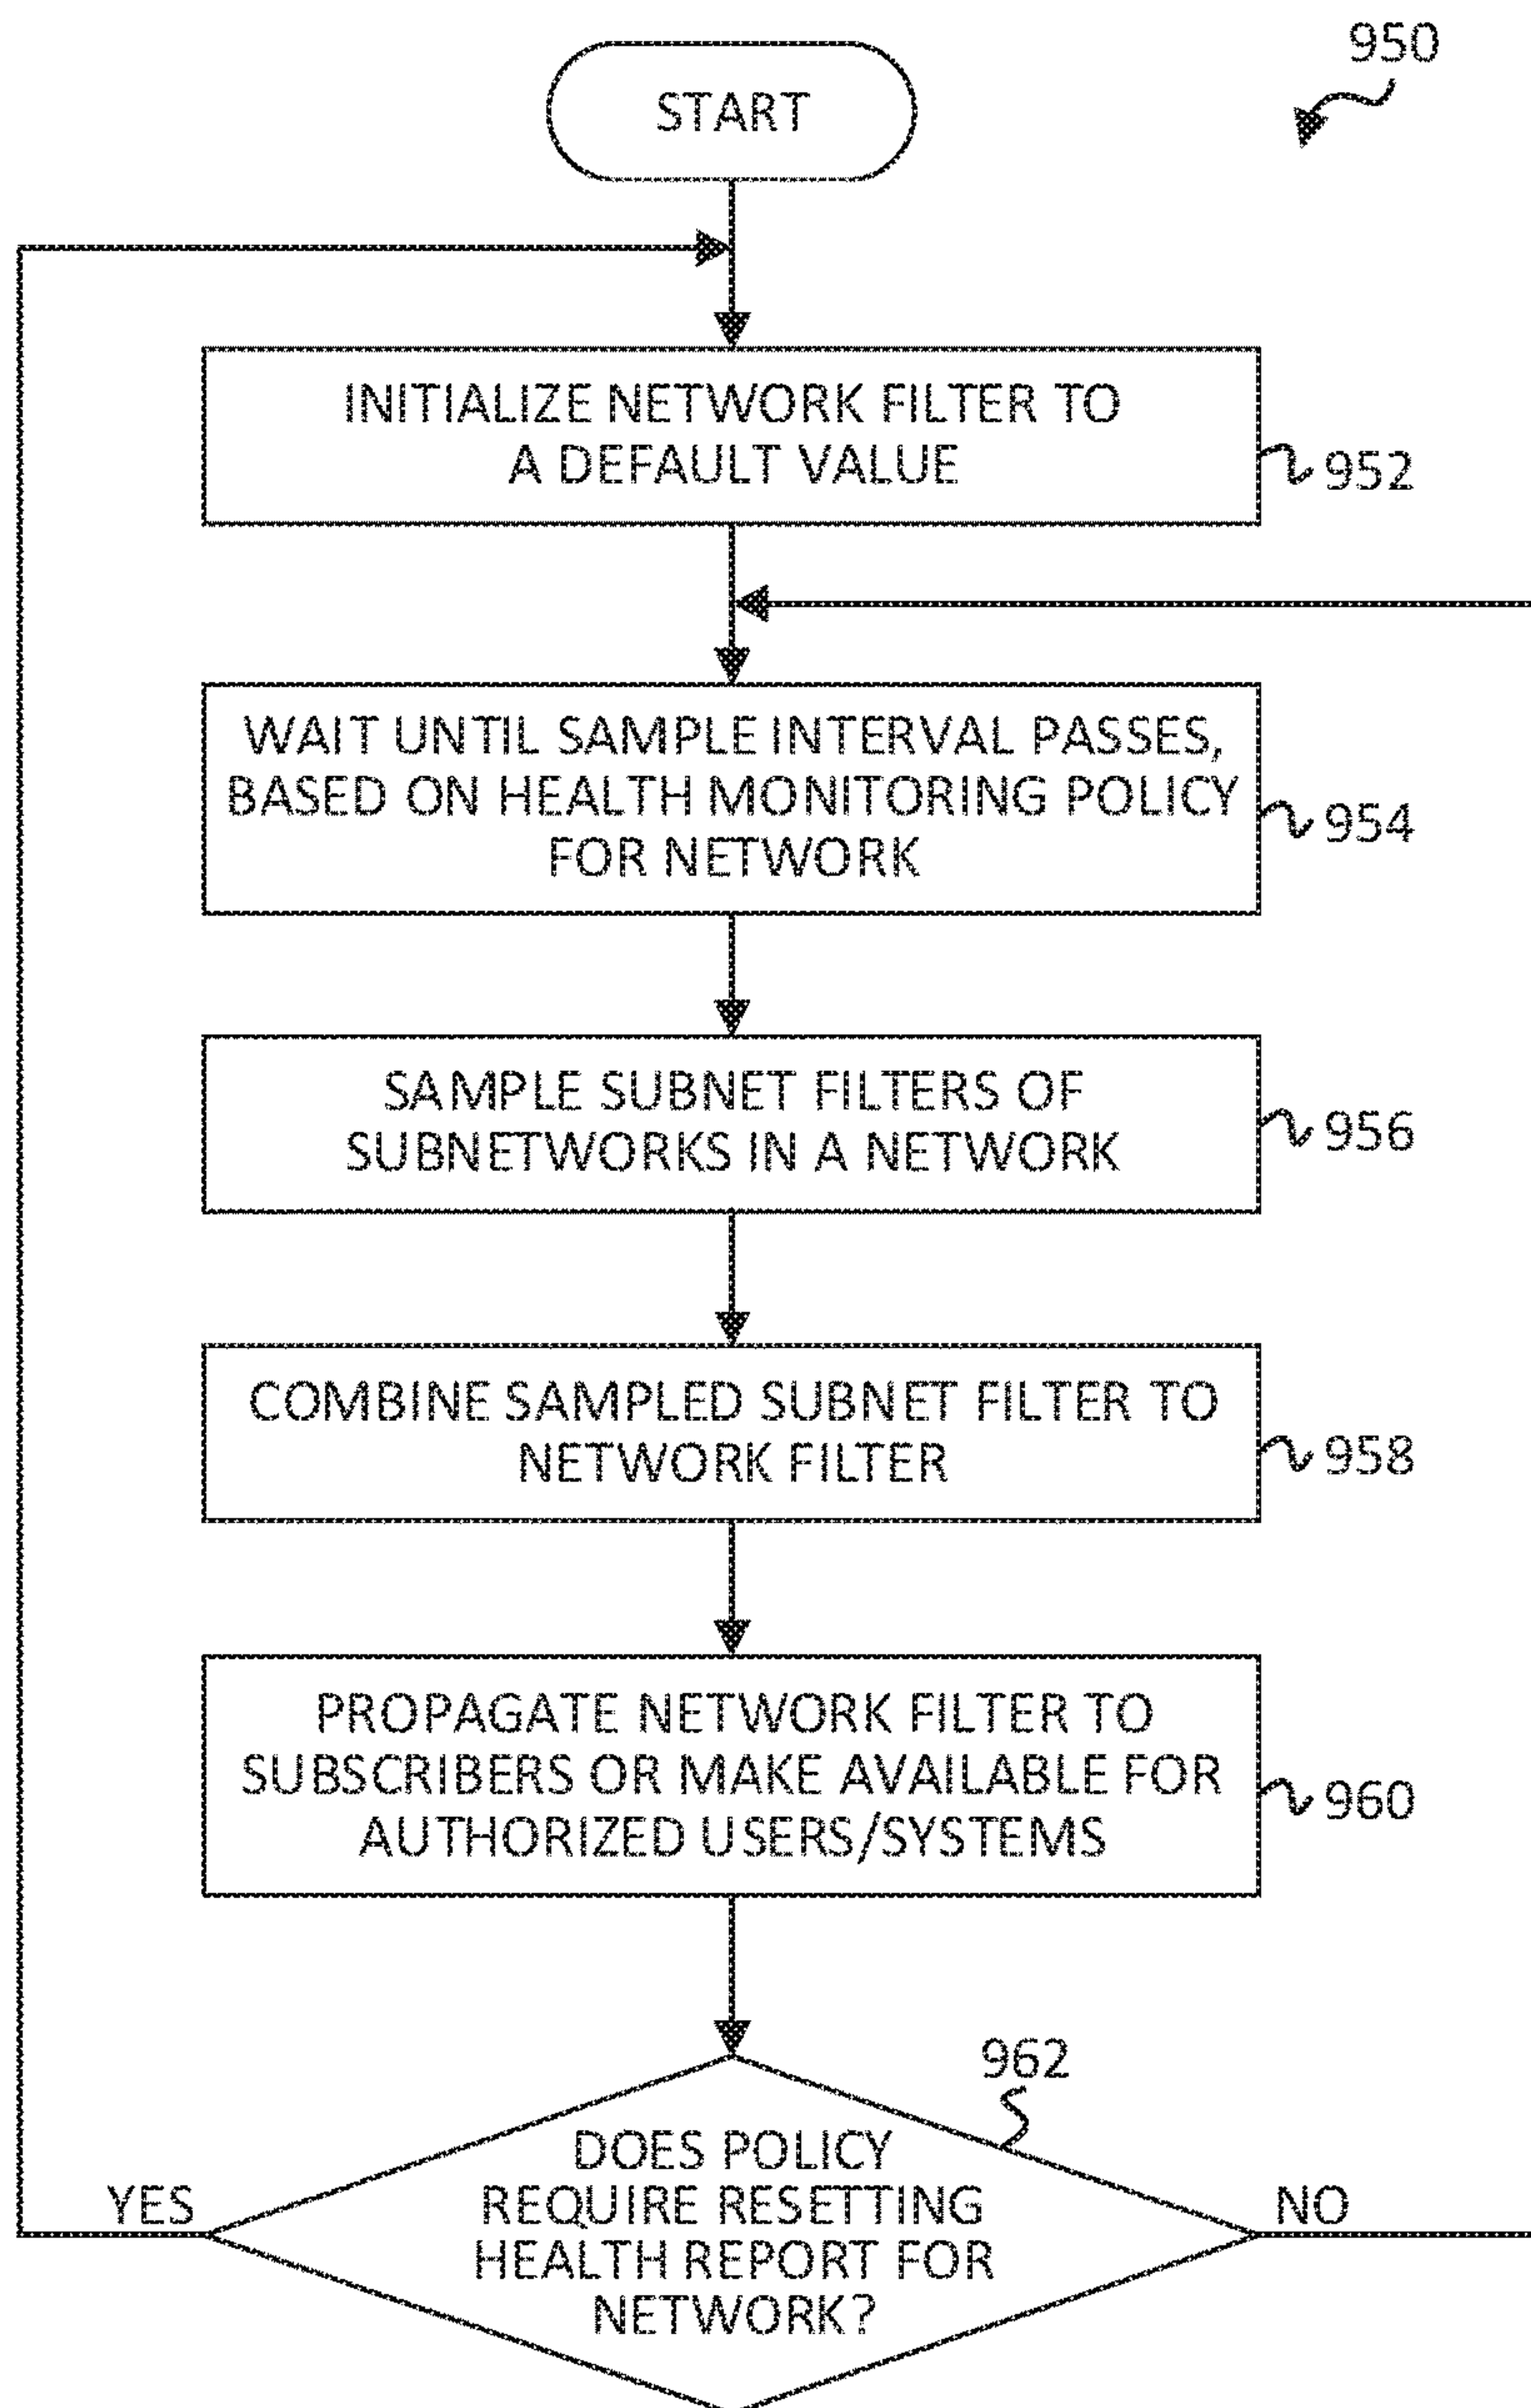 950
START
INITIALIZE NETWORK FILTER TO
A DEFAULT VALUE
952
WAIT UNTIL SAMPLE INTERVAL PASSES,
BASED ON HEALTH MONITORING POLICY
FOR NETWORK
954
SAMPLE SUBNET FILTERS OF
SUBNETWORKS IN A NETWORK
956
COMBINE SAMPLED SUBNET FILTER TO
NETWORK FILTER
958
PROPAGATE NETWORK FILTER TO
SUBSCRIBERS OR MAKE AVAILABLE FOR
AUTHORIZED USERS/SYSTEMS
960
962
DOES POLICY
REQUIRE RESETTING
HEALTH REPORT FOR
NETWORK?
YES
NO